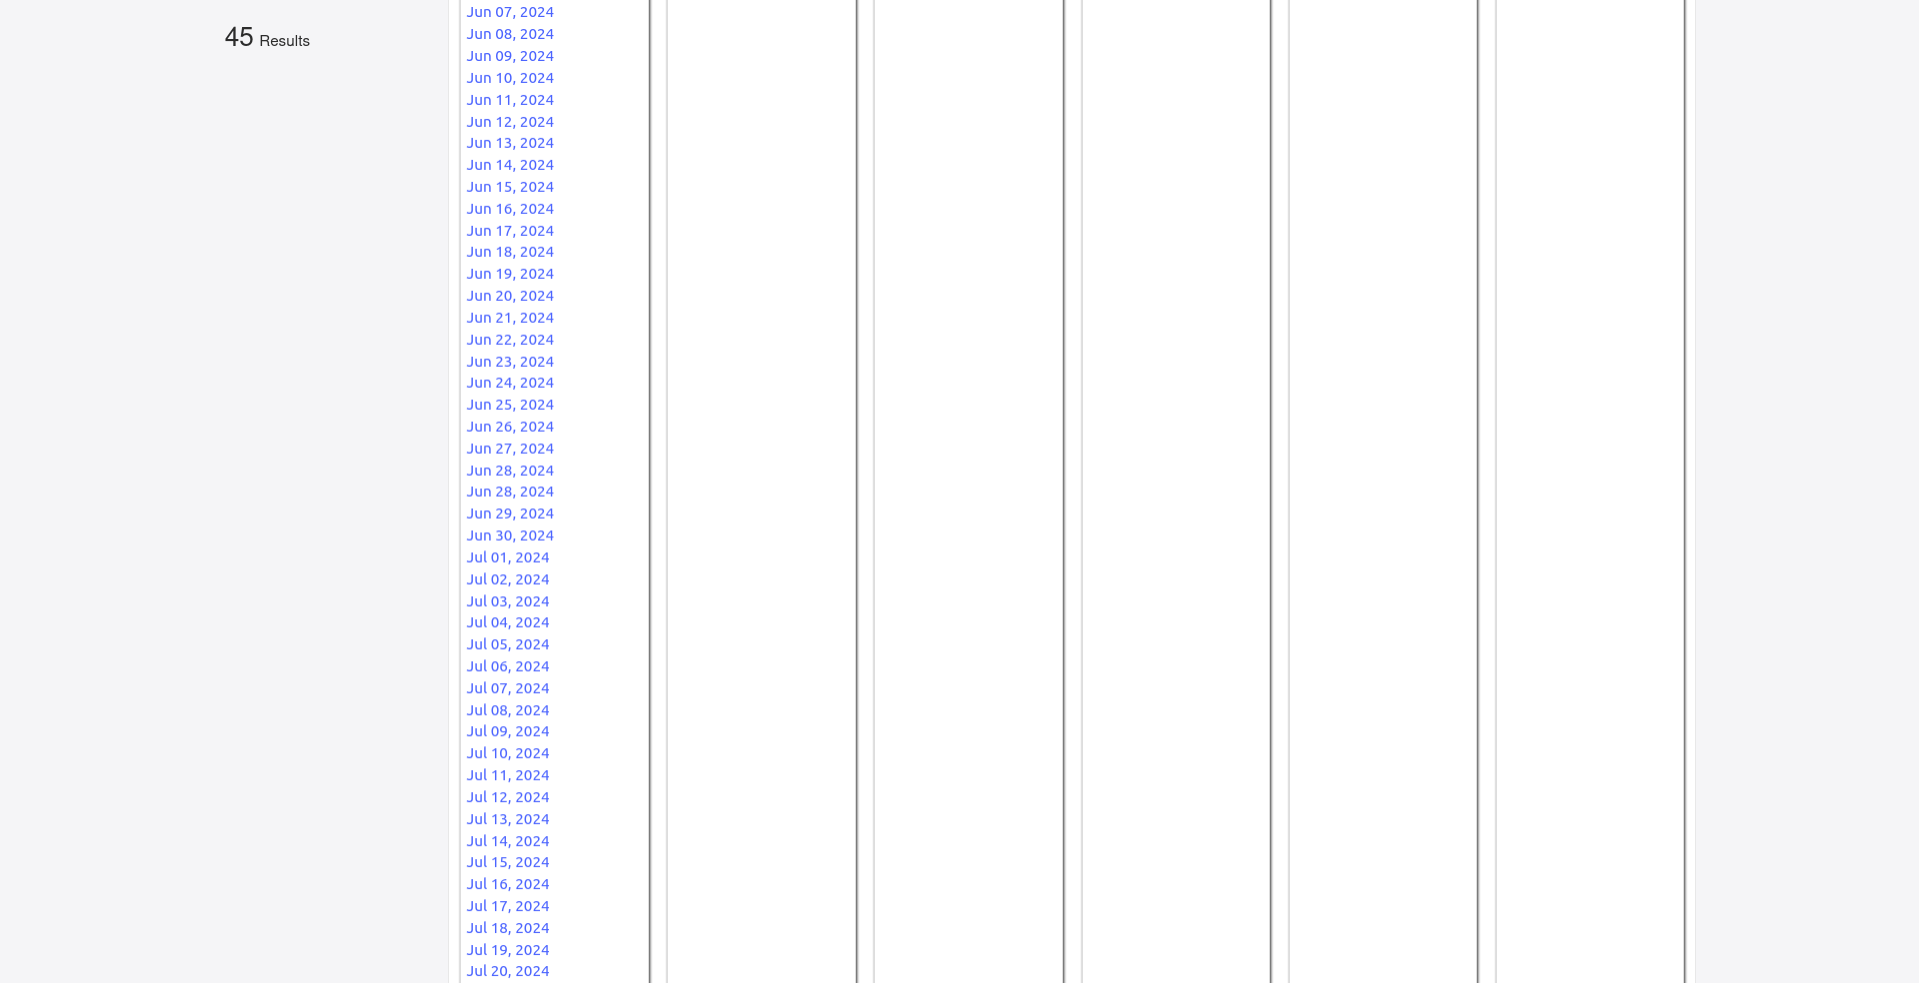 45 Results
Jun 07, 2024
Jun 08, 2024
Jun 09, 2024
Jun 10, 2024
Jun 11, 2024
Jun 12, 2024
Jun 13, 2024
Jun 14, 2024
Jun 15, 2024
Jun 16, 2024
Jun 17, 2024
Jun 18, 2024
Jun 19, 2024
Jun 20, 2024
Jun 21, 2024
Jun 22, 2024
Jun 23, 2024
Jun 24, 2024
Jun 25, 2024
Jun 26, 2024
Jun 27, 2024
Jun 28, 2024
Jun 28, 2024
Jun 29, 2024
Jun 30, 2024
Jul 01, 2024
Jul 02, 2024
Jul 03, 2024
Jul 04, 2024
Jul 05, 2024
Jul 06, 2024
Jul 07, 2024
Jul 08, 2024
Jul 09, 2024
Jul 10, 2024
Jul 11, 2024
Jul 12, 2024
Jul 13, 2024
Jul 14, 2024
Jul 15, 2024
Jul 16, 2024
Jul 17, 2024
Jul 18, 2024
Jul 19, 2024
Jul 20, 2024